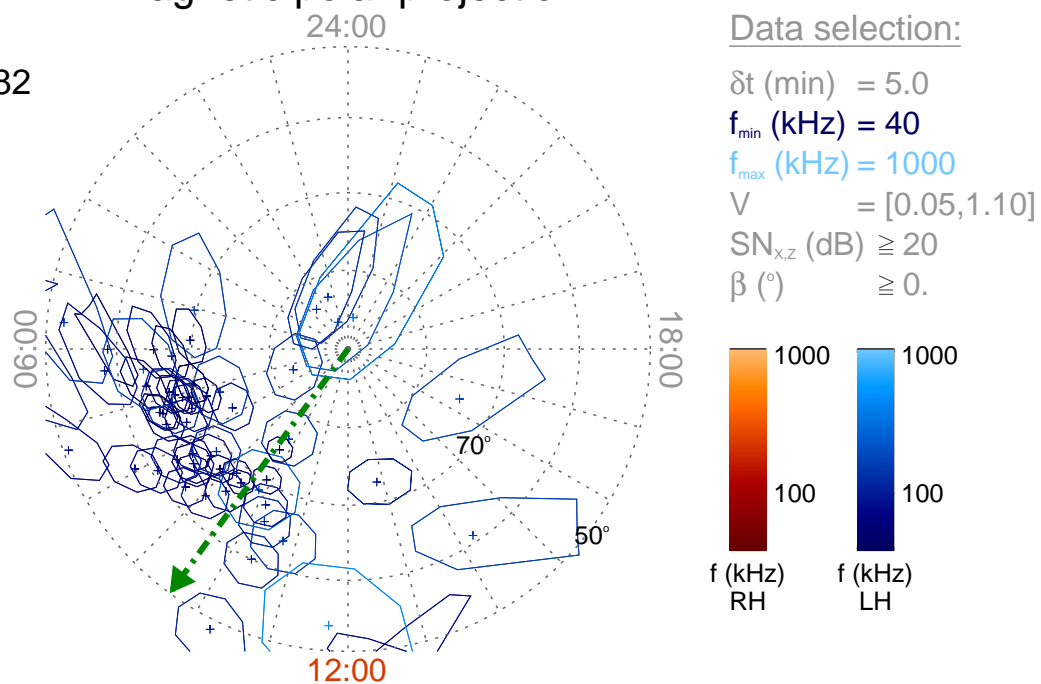 24:00
82
06:00
18:00
70°
50°
12:00
Data selection:
δt (min) = 5.0
fmin (kHz) = 40
fmax (kHz) = 1000
V = [0.05,1.10]
SNx,z (dB) ≧ 20
β (°) ≧ 0.
1000
1000
100
100
f (kHz)
RH
f (kHz)
LH